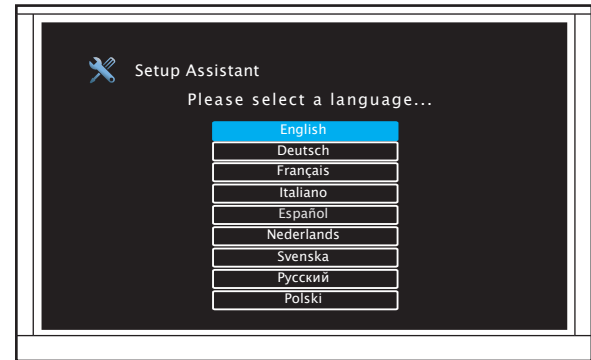 Setup Assistant
Please select a language...
English
Deutsch
Français
Italiano
Español
Nederlands
Svenska
Русский
Polski